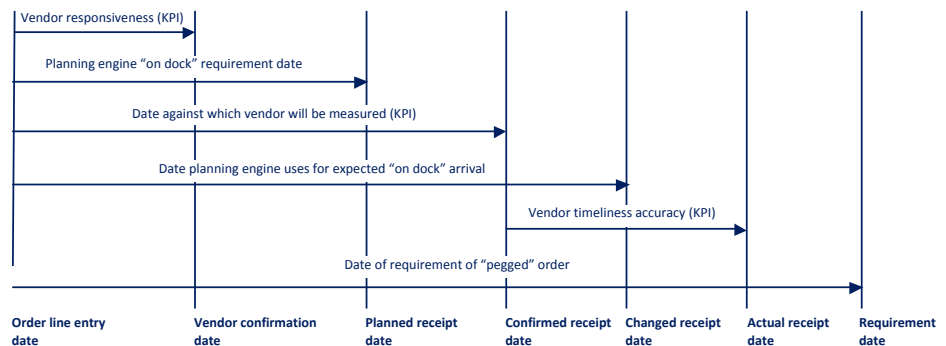 Vendor responsiveness (KPI)
Planning engine “on dock” requirement date
Date against which vendor will be measured (KPI)
Date planning engine uses for expected “on dock” arrival
Vendor timeliness accuracy (KPI)
Date of requirement of “pegged” order
Order line entry date
Vendor confirmation date
Planned receipt date
Confirmed receipt date
Changed receipt date
Actual receipt date
Requirement date